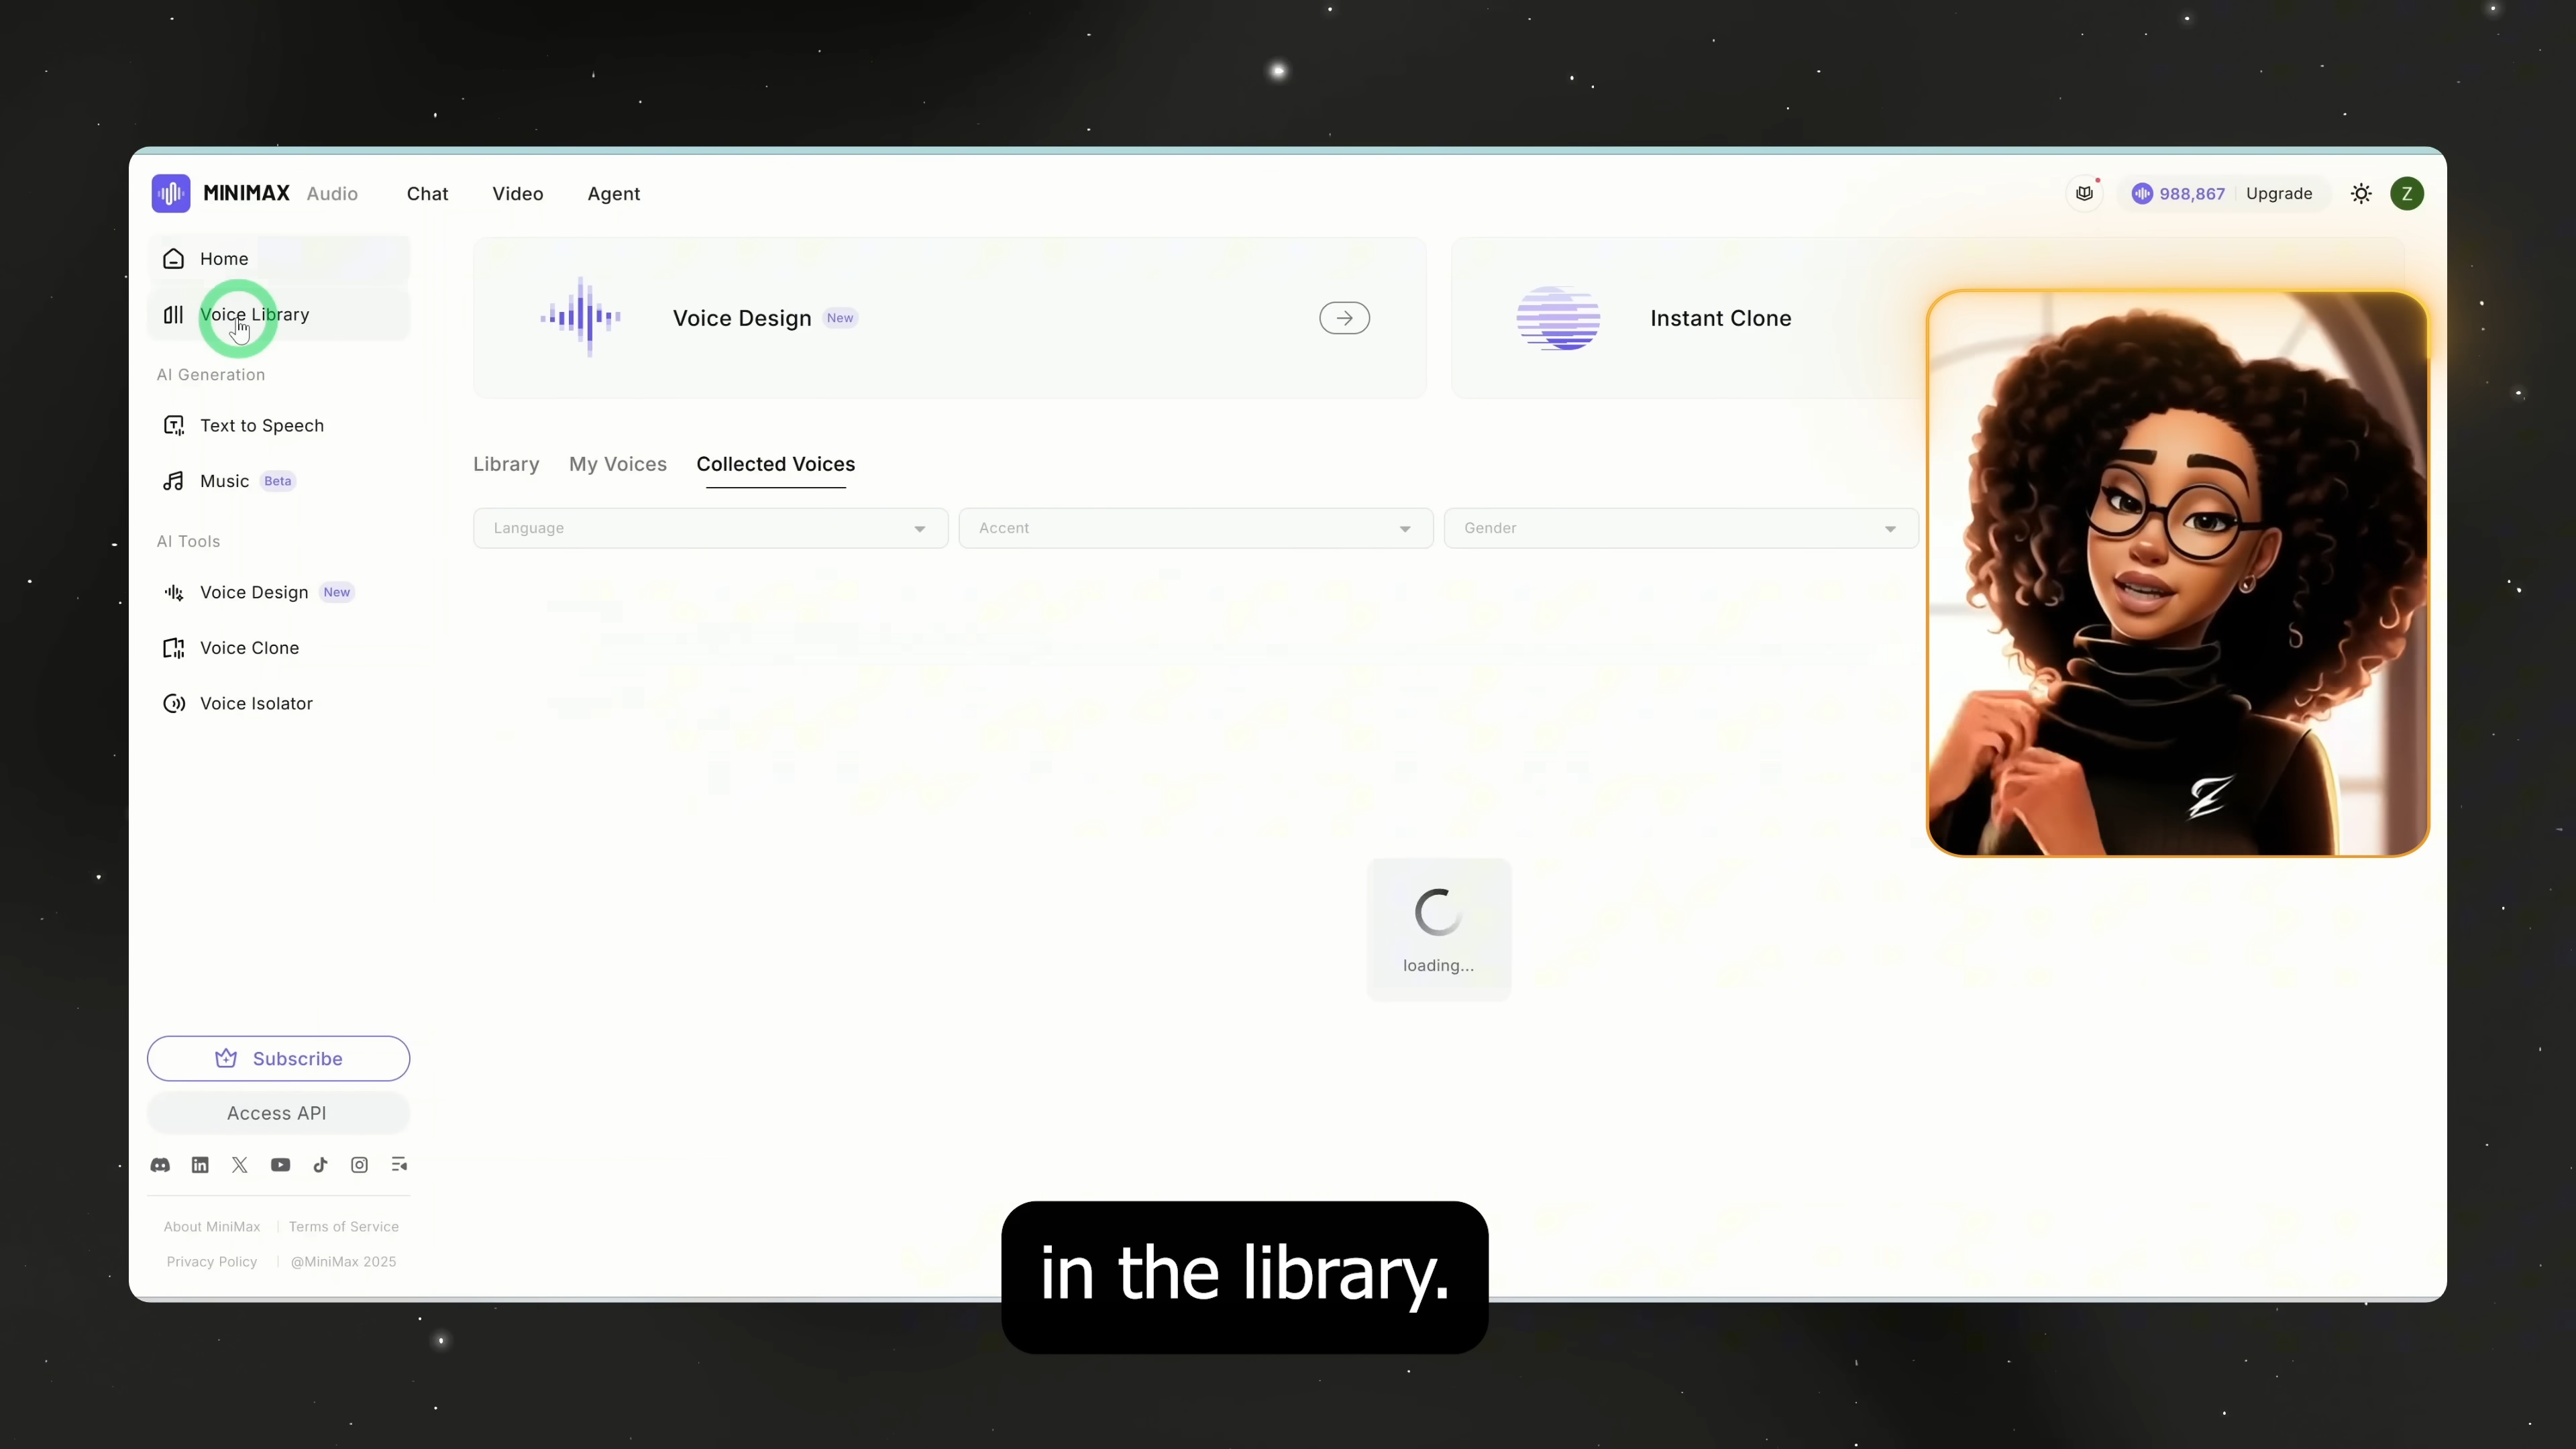 MINIMAX Audio
Chat
Video
Agent
988,867
Upgrade
Z
Home
Voice Library
AI Generation
Text to Speech
Music Beta
AI Tools
Voice Design New
Voice Clone
Voice Isolator
Subscribe
Access API
About MiniMax
Terms of Service
Privacy Policy
@MiniMax 2025
Voice Design New
Instant Clone
Library
My Voices
Collected Voices
Language
Accent
Gender
loading...
Z
in the library.